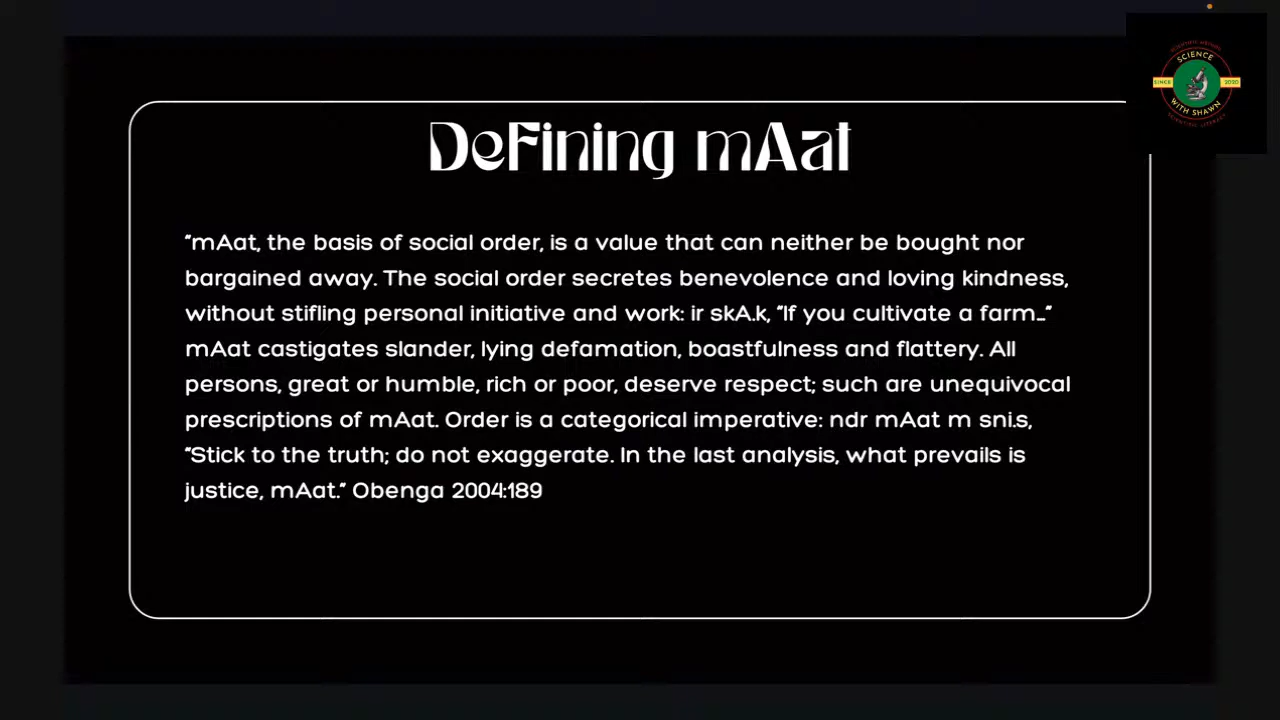 DeFining mAat
“mAat, the basis of social order, is a value that can neither be bought nor
bargained away. The social order secretes benevolence and loving kindness,
without stifling personal initiative and work: ir skA.k, “If you cultivate a farm…”
mAat castigates slander, lying defamation, boastfulness and flattery. All
persons, great or humble, rich or poor, deserve respect; such are unequivocal
prescriptions of mAat. Order is a categorical imperative: ndr mAat m sni.s,
“Stick to the truth; do not exaggerate. In the last analysis, what prevails is
justice, mAat.” Obenga 2004:189
SCIENCE
SINCE 2020
WITH SHAWN
SCIENTIFIC LITERACY